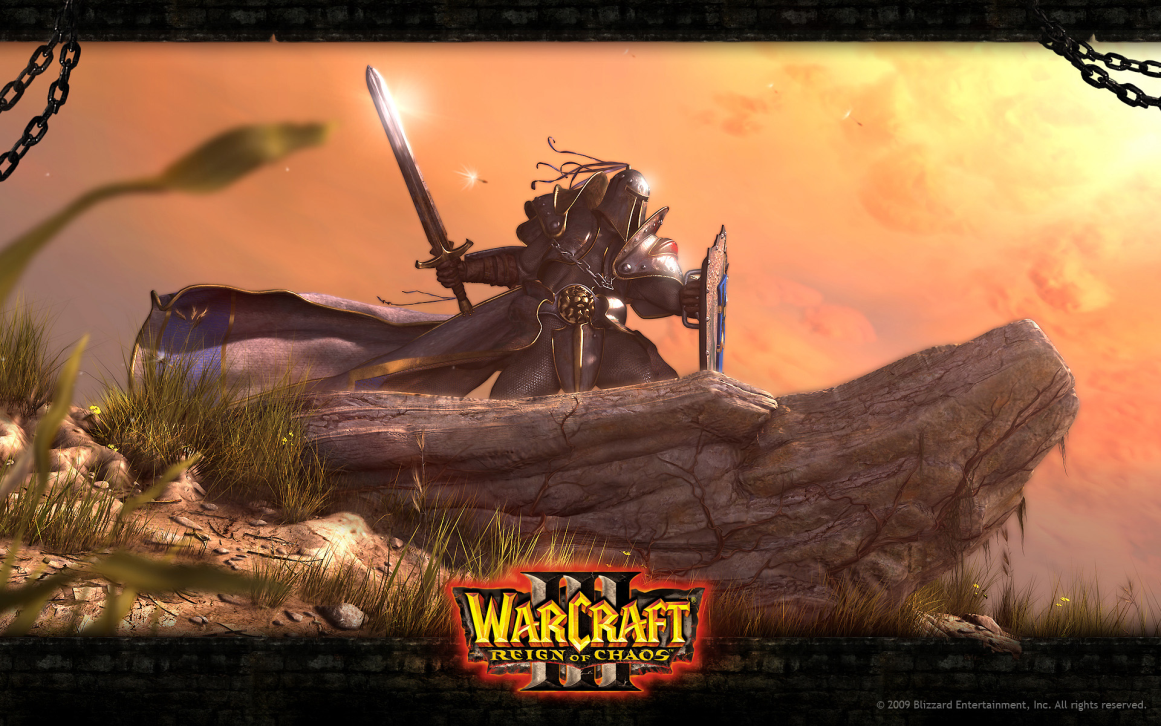 III
WARCRAFT
REIGN OF CHAOS
© 2009 Blizzard Entertainment, Inc. All rights reserved.